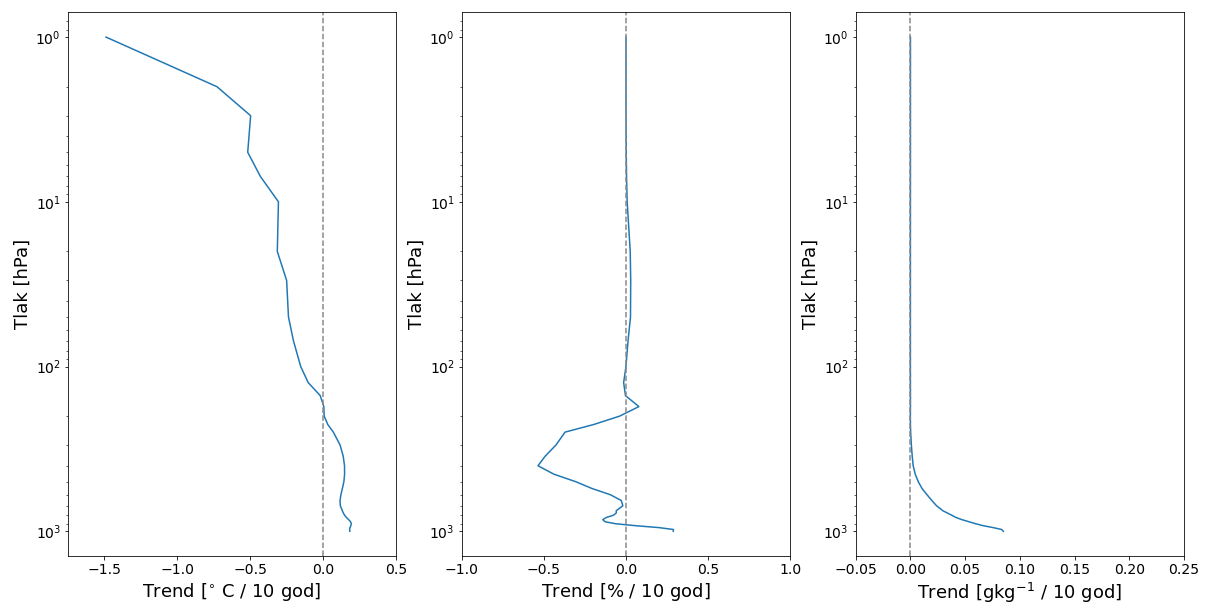 10⁰
10¹
10²
10³
Tlak [hPa]
−1.5 −1.0 −0.5 0.0 0.5
Trend [° C / 10 god]
10⁰
10¹
10²
10³
Tlak [hPa]
−1.0 −0.5 0.0 0.5 1.0
Trend [% / 10 god]
10⁰
10¹
10²
10³
Tlak [hPa]
−0.05 0.00 0.05 0.10 0.15 0.20 0.25
Trend [gkg⁻¹ / 10 god]